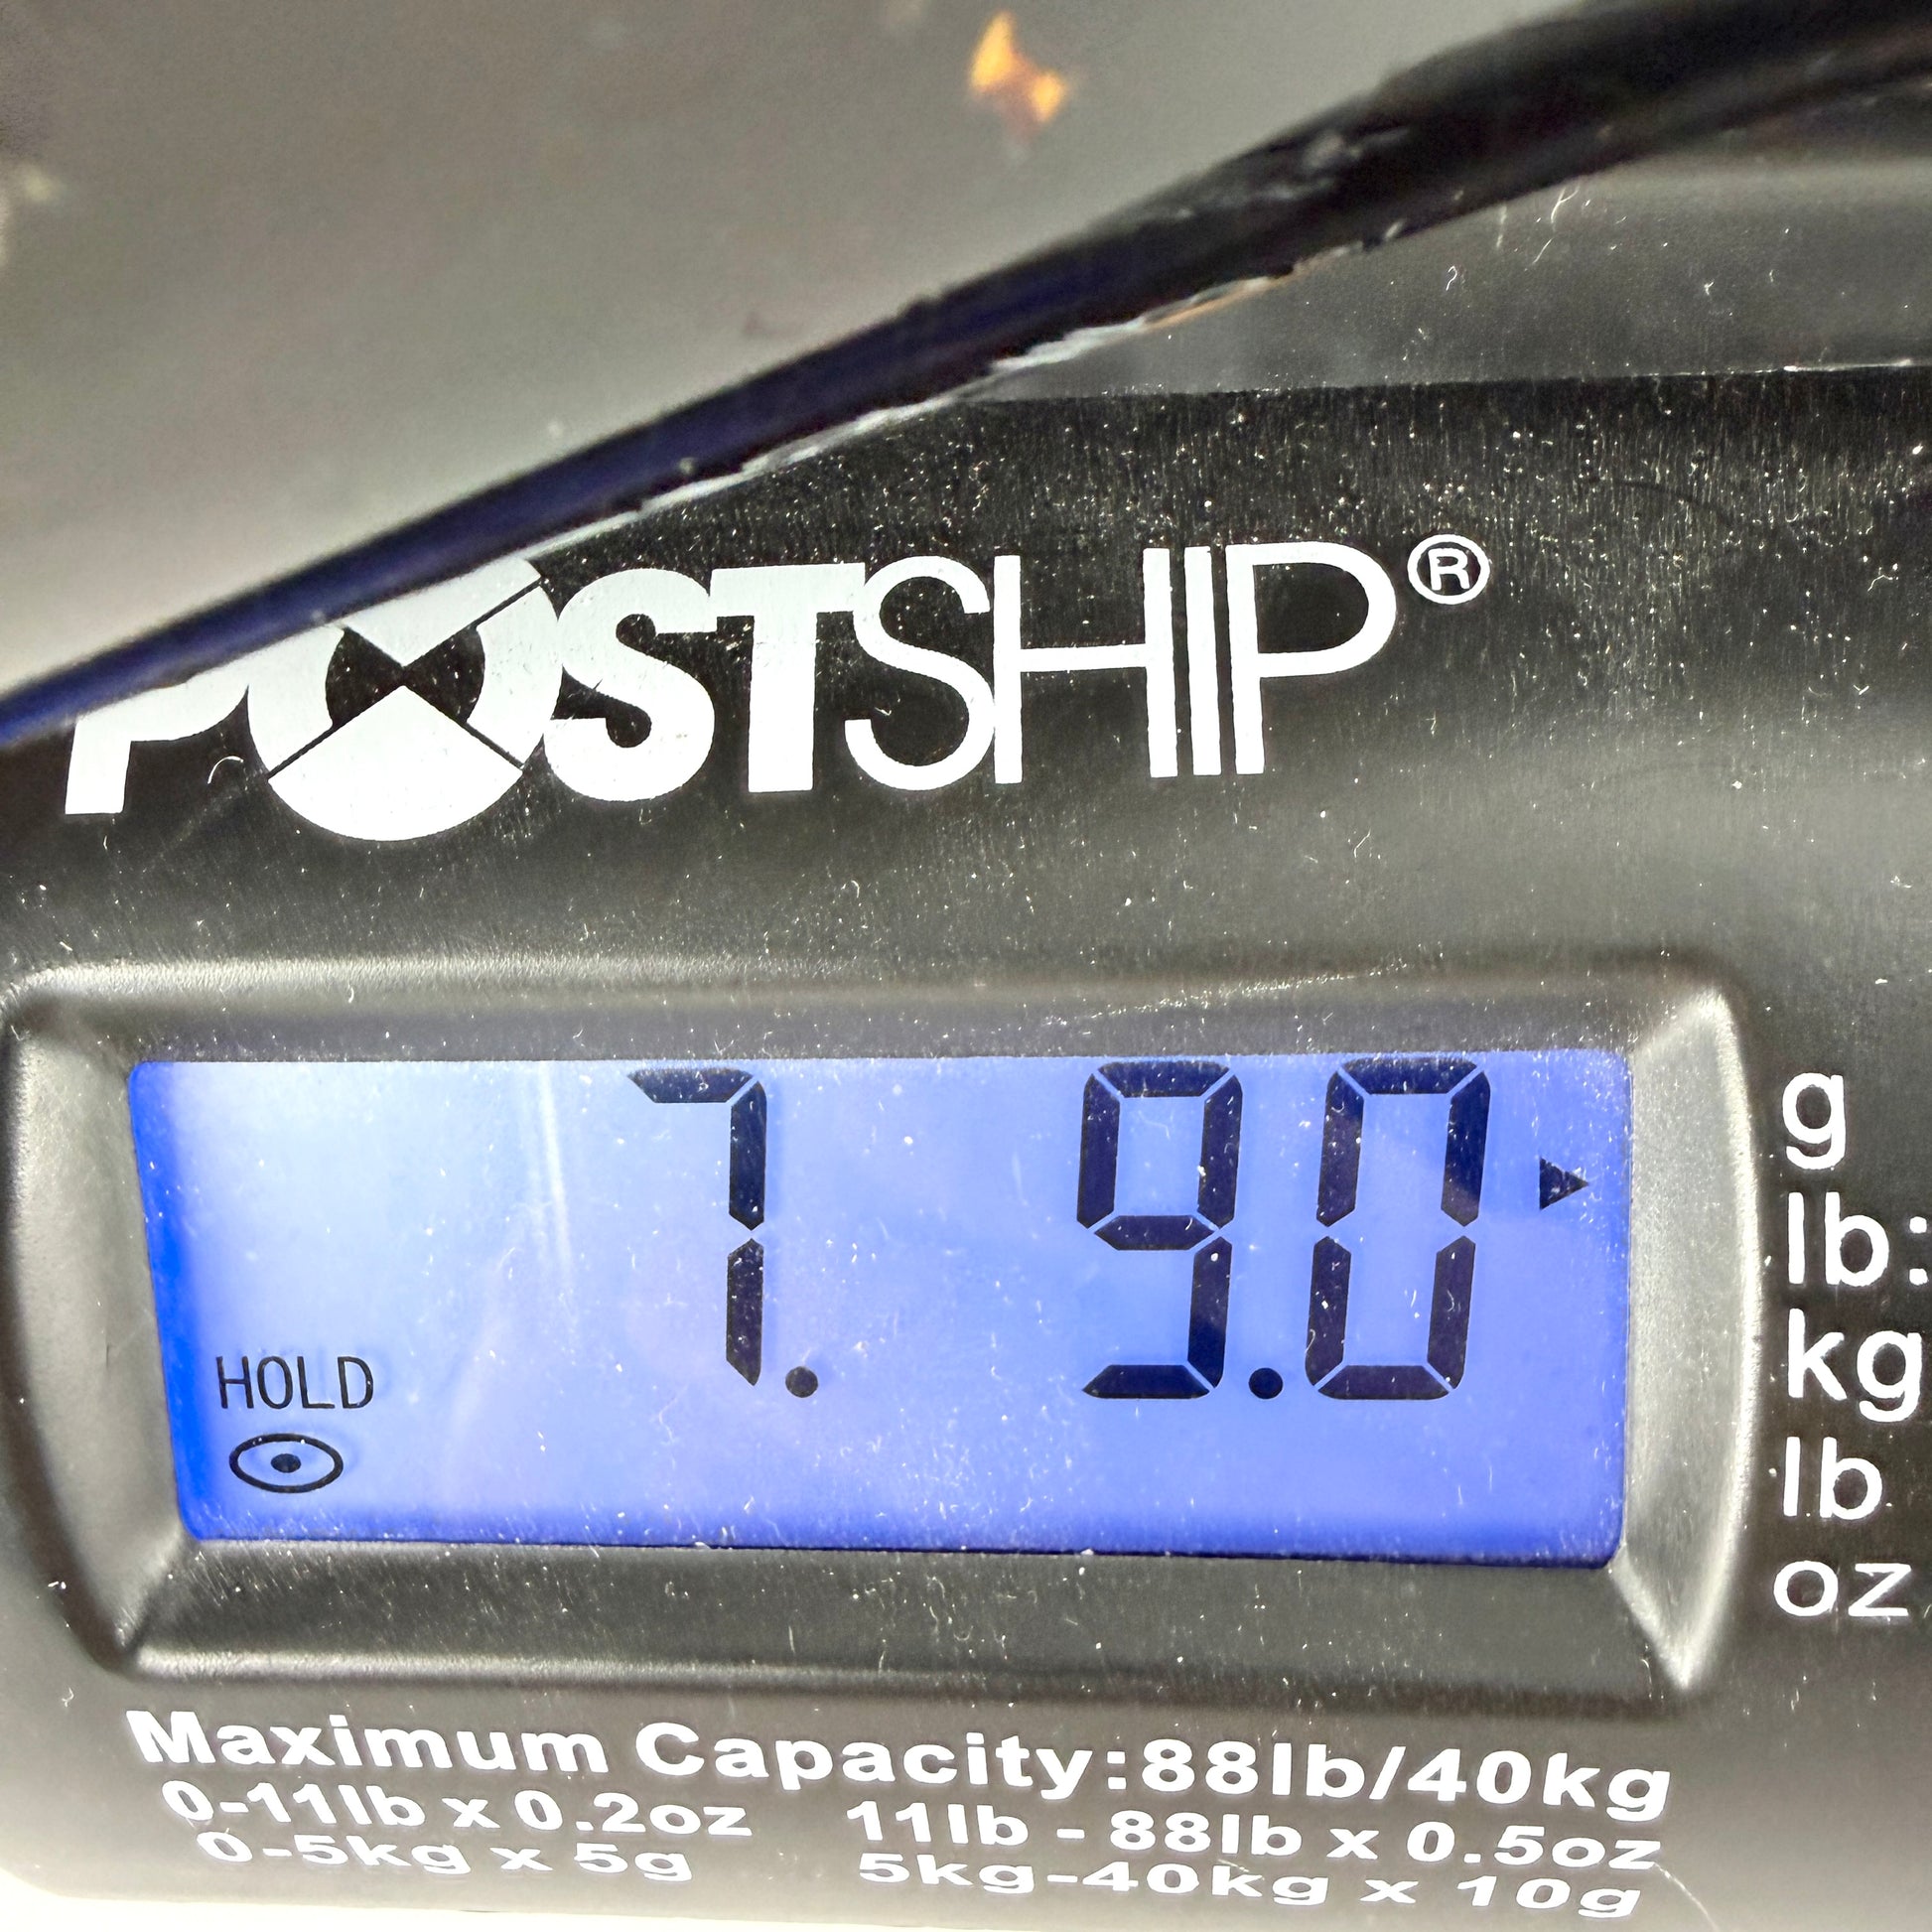 POSTSHIP®
7. 9.0
HOLD
g
lb:
kg
lb
oz
Maximum Capacity:88lb/40kg
0-11lb x 0.2oz 11lb - 88lb x 0.5oz
0-5kg x 5g 5kg-40kg x 10g